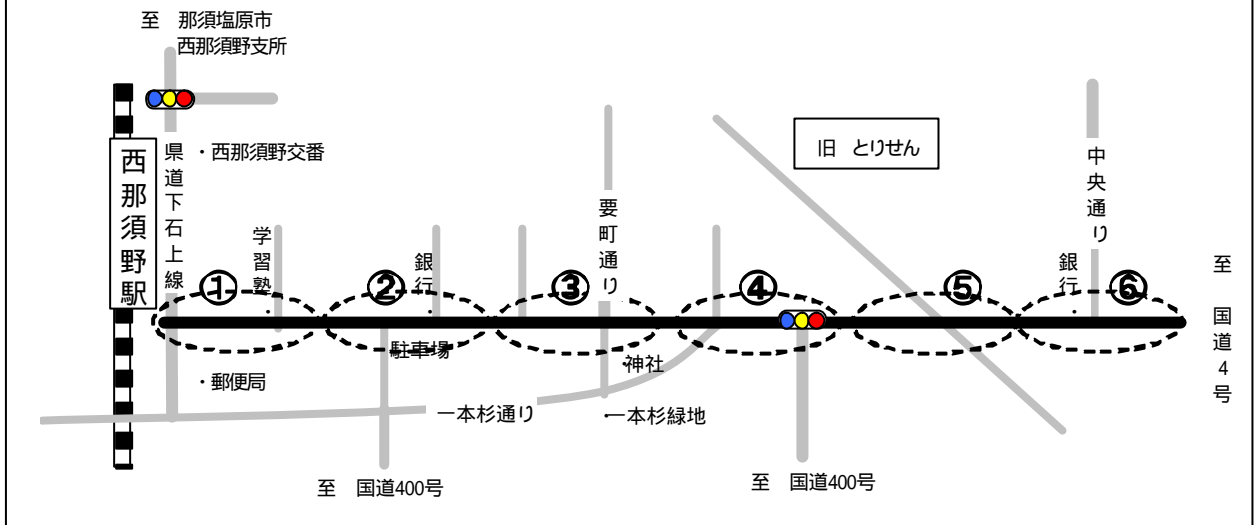 至　那須塩原市
西那須野支所
西那須野駅
県道下石上線
・西那須野交番
学習塾・
銀行・
要町通り
旧　とりせん
中央通り
銀行・
至　国道4号
①
②
③
④
⑤
⑥
駐車場
・神社
・郵便局
一本杉通り
・一本杉緑地
至　国道400号
至　国道400号